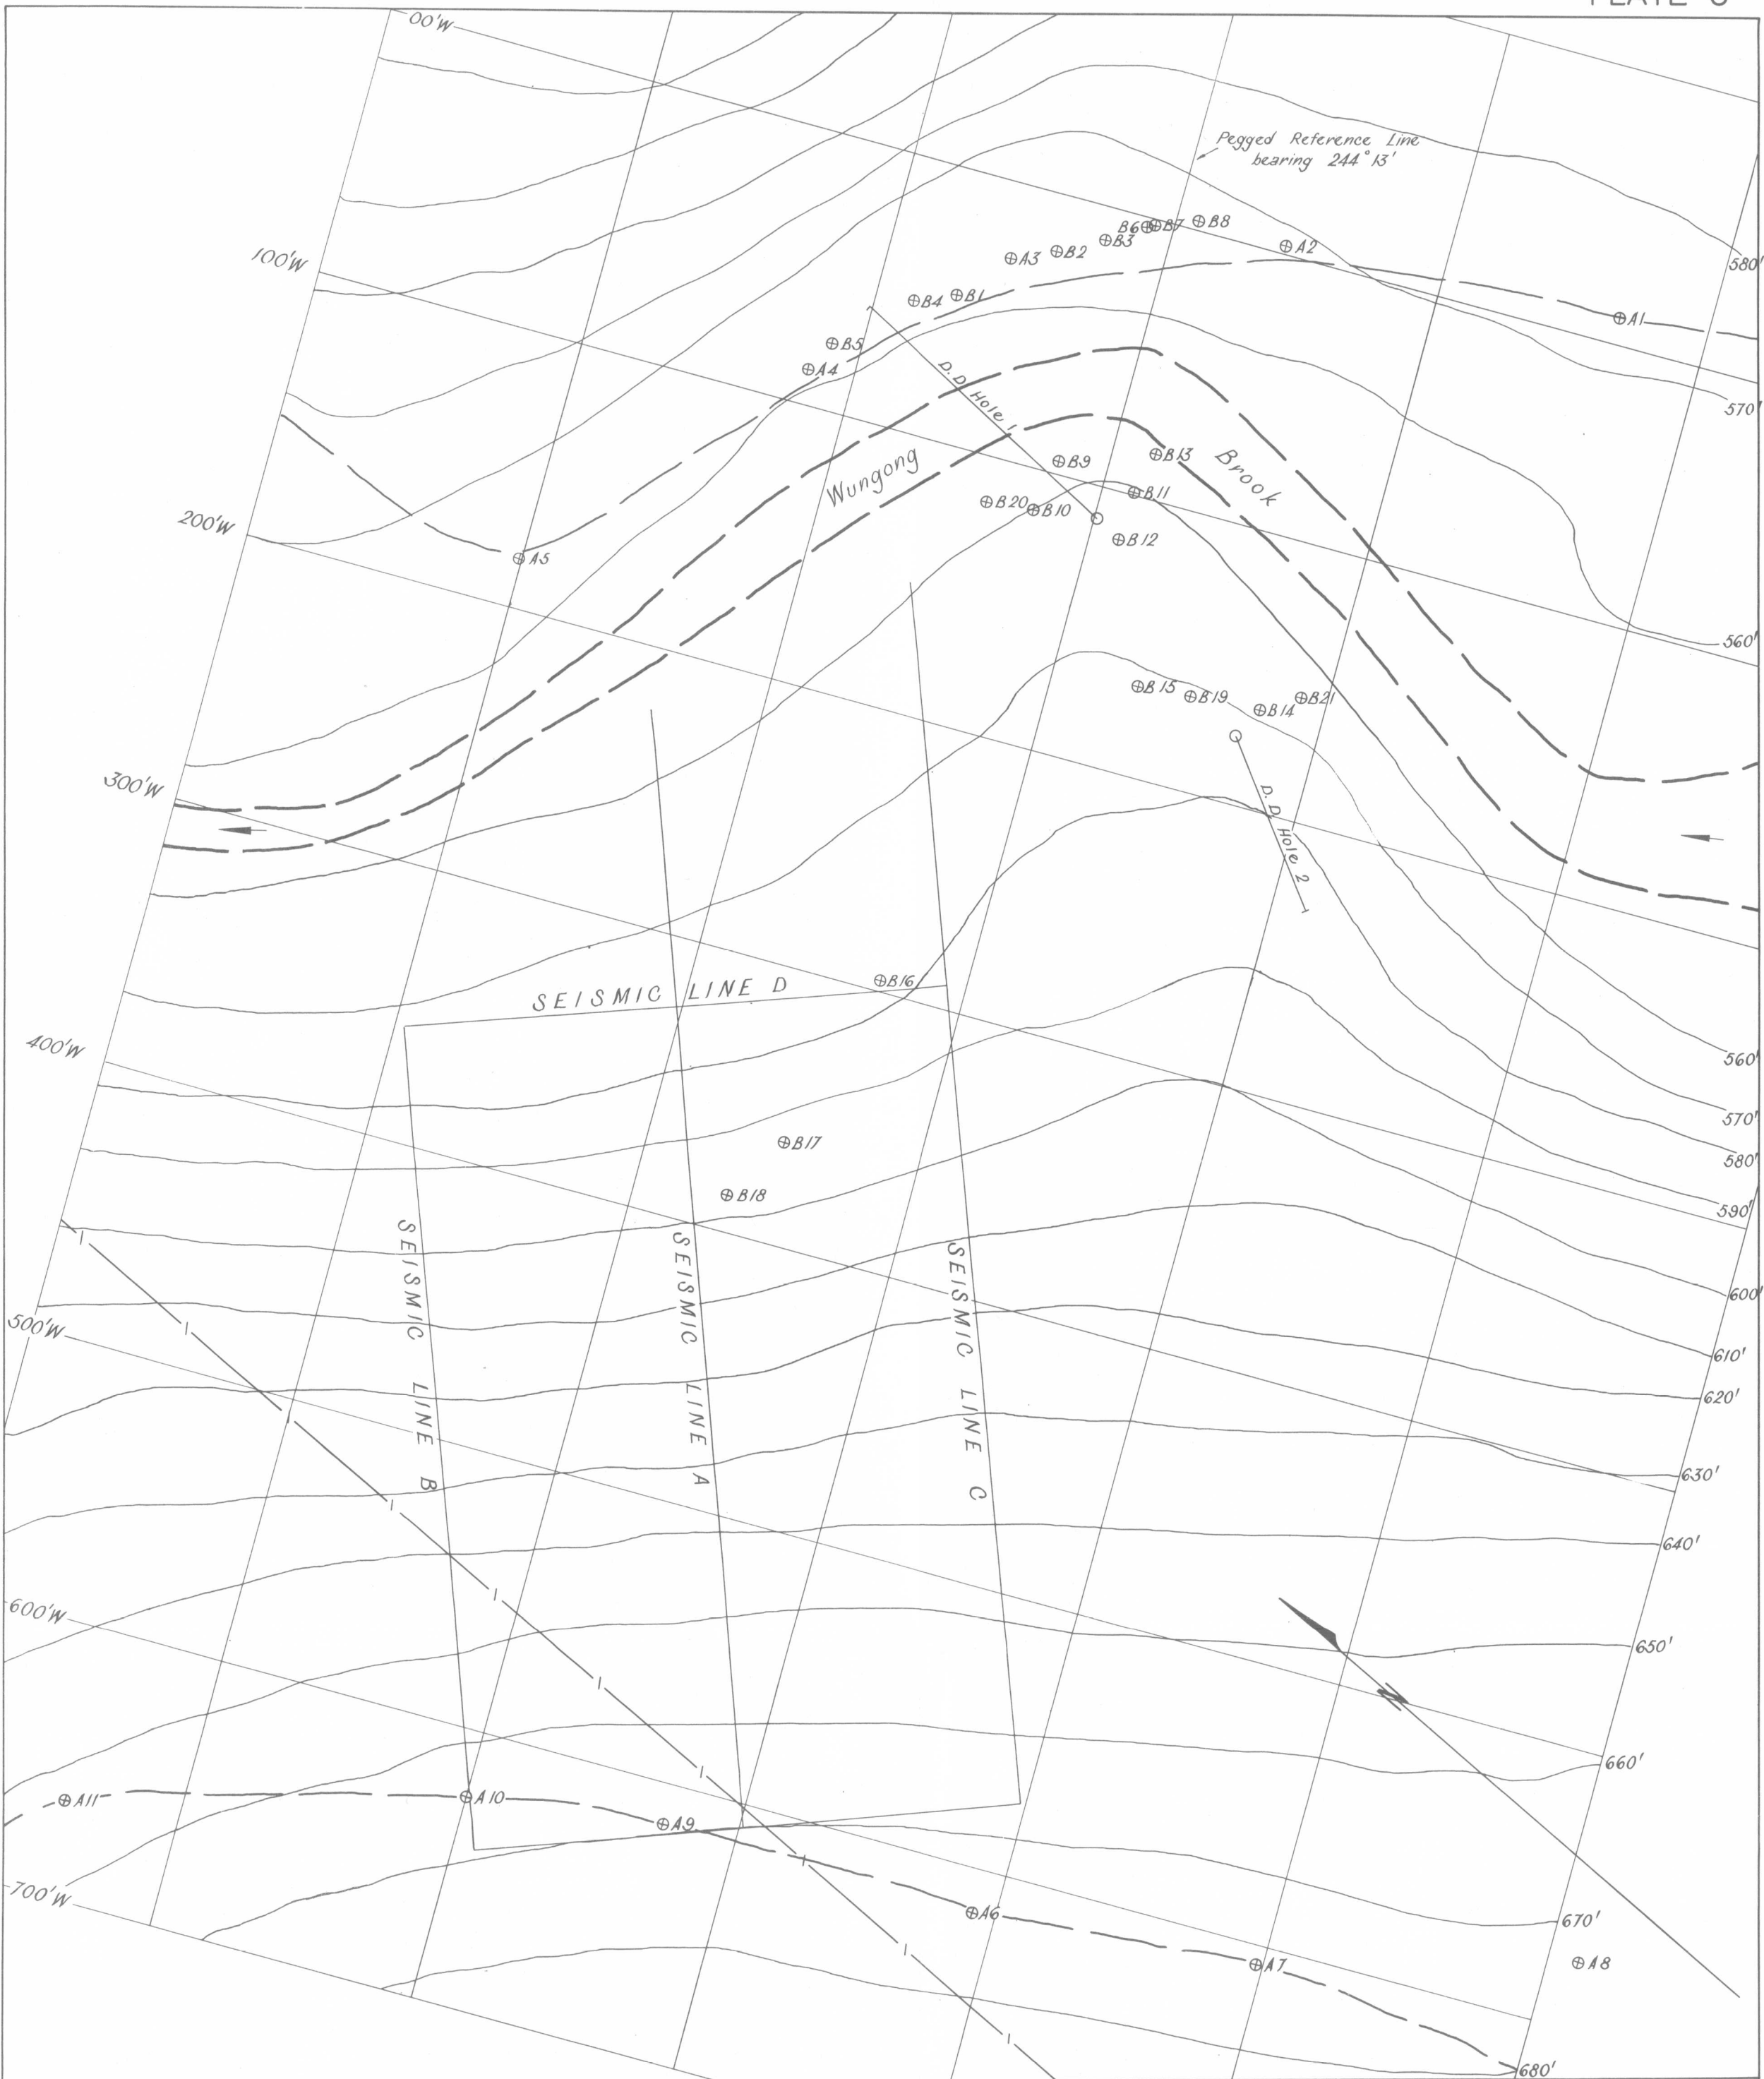 00'W
Pegged Reference Line
bearing 244° 13'
B6 B7 B8
B3
A2
A3 B2
100'W
580'
B4 B1
A1
B5
A4
D.D Hole 1
570'
Wungong
Brook
B9
B13
B11
B20 B10
200'W
B12
A5
560'
B15 B19
B14 B21
300'W
D.D Hole 2
B16
SEISMIC LINE D
400'W
560'
570'
B17
580'
B18
590'
SEISMIC LINE B
SEISMIC LINE A
SEISMIC LINE C
600'
500'W
610'
620'
630'
640'
600'W
650'
N
660'
A11
A10
A9
700'W
A6
670'
A7
A8
680'